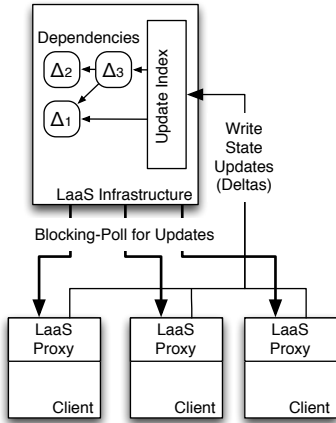 Dependencies
Δ2
Δ3
Δ1
Update Index
LaaS Infrastructure
Write
State
Updates
(Deltas)
Blocking-Poll for Updates
LaaS
Proxy
Client
LaaS
Proxy
Client
LaaS
Proxy
Client